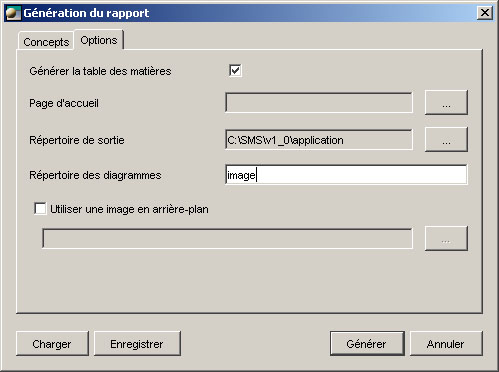 Génération du rapport
Concepts
Options
Générer la table des matières
Page d'accueil
...
Répertoire de sortie
C:\SMS\v1_0\application
...
Répertoire des diagrammes
image
Utiliser une image en arrière-plan
...
Charger
Enregistrer
Générer
Annuler